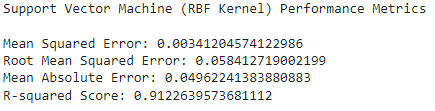 Support Vector Machine (RBF Kernel) Performance Metrics
Mean Squared Error: 0.00341204574122986
Root Mean Squared Error: 0.058412719002199
Mean Absolute Error: 0.04962241383880883
R-squared Score: 0.9122639573681112